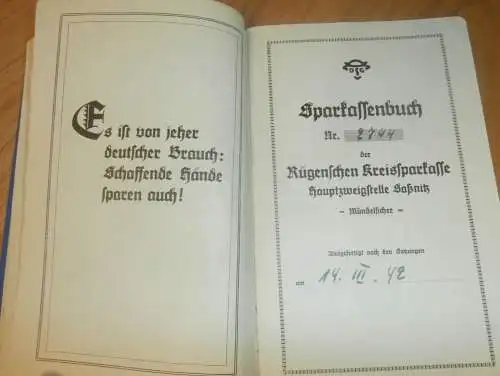 Es ist von jeher
deutscher Brauch:
Schaffende Hände
sparen auch!
Sparkassenbuch
Nr. 2744
der
Rügenschen Kreissparkasse
Hauptzweigstelle Saßnitz
- Mündelsicher -
Ausgefertigt nach den Satzungen
am 14. III. 42